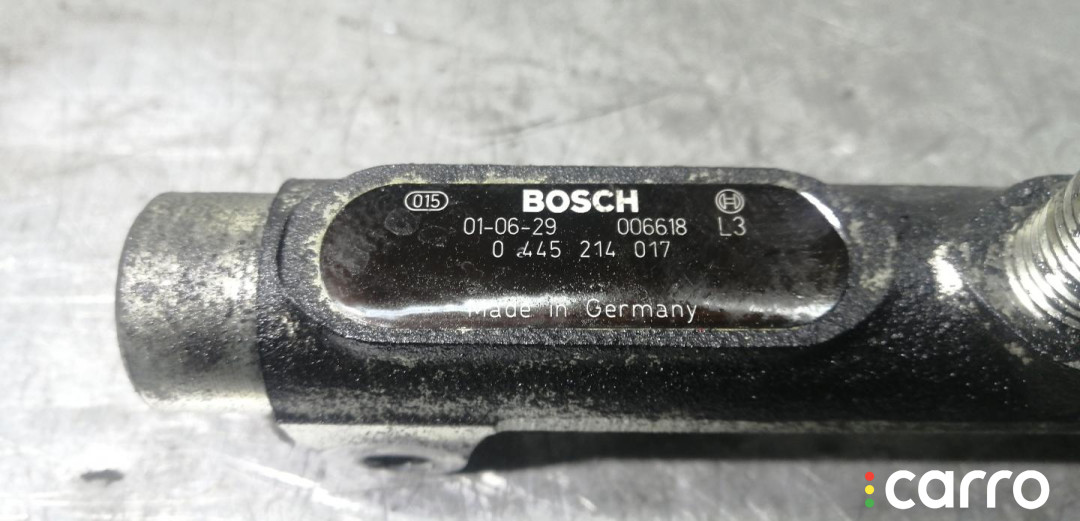 015 BOSCH H
01-06-29 006618 L3
0 445 214 017
Made in Germany
carro